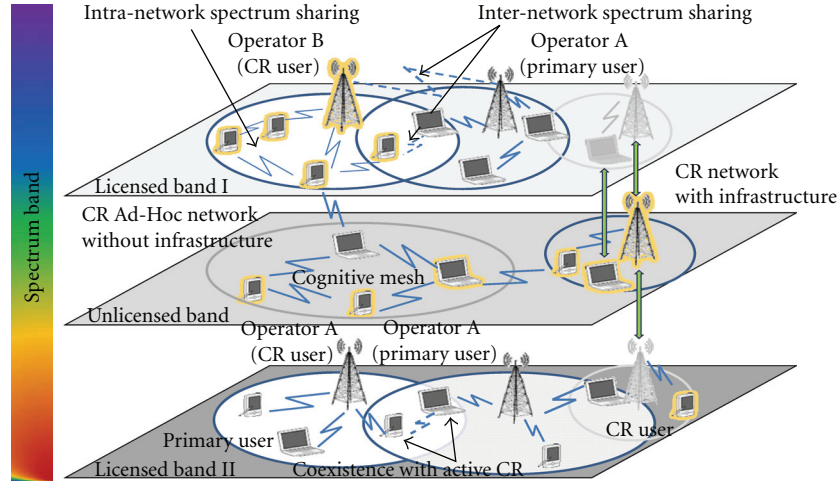 Intra-network spectrum sharing
Inter-network spectrum sharing
Operator B
(CR user)
Operator A
(primary user)
Licensed band I
CR network
with infrastructure
CR Ad-Hoc network
without infrastructure
Cognitive mesh
Unlicensed band
Spectrum band
Operator A
(CR user)
Operator A
(primary user)
Primary user
CR user
Licensed band II
Coexistence with active CR